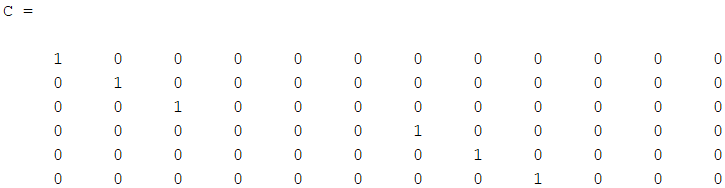 C =
1 0 0 0 0 0 0 0 0 0 0 0
0 1 0 0 0 0 0 0 0 0 0 0
0 0 1 0 0 0 0 0 0 0 0 0
0 0 0 0 0 0 1 0 0 0 0 0
0 0 0 0 0 0 0 1 0 0 0 0
0 0 0 0 0 0 0 0 1 0 0 0